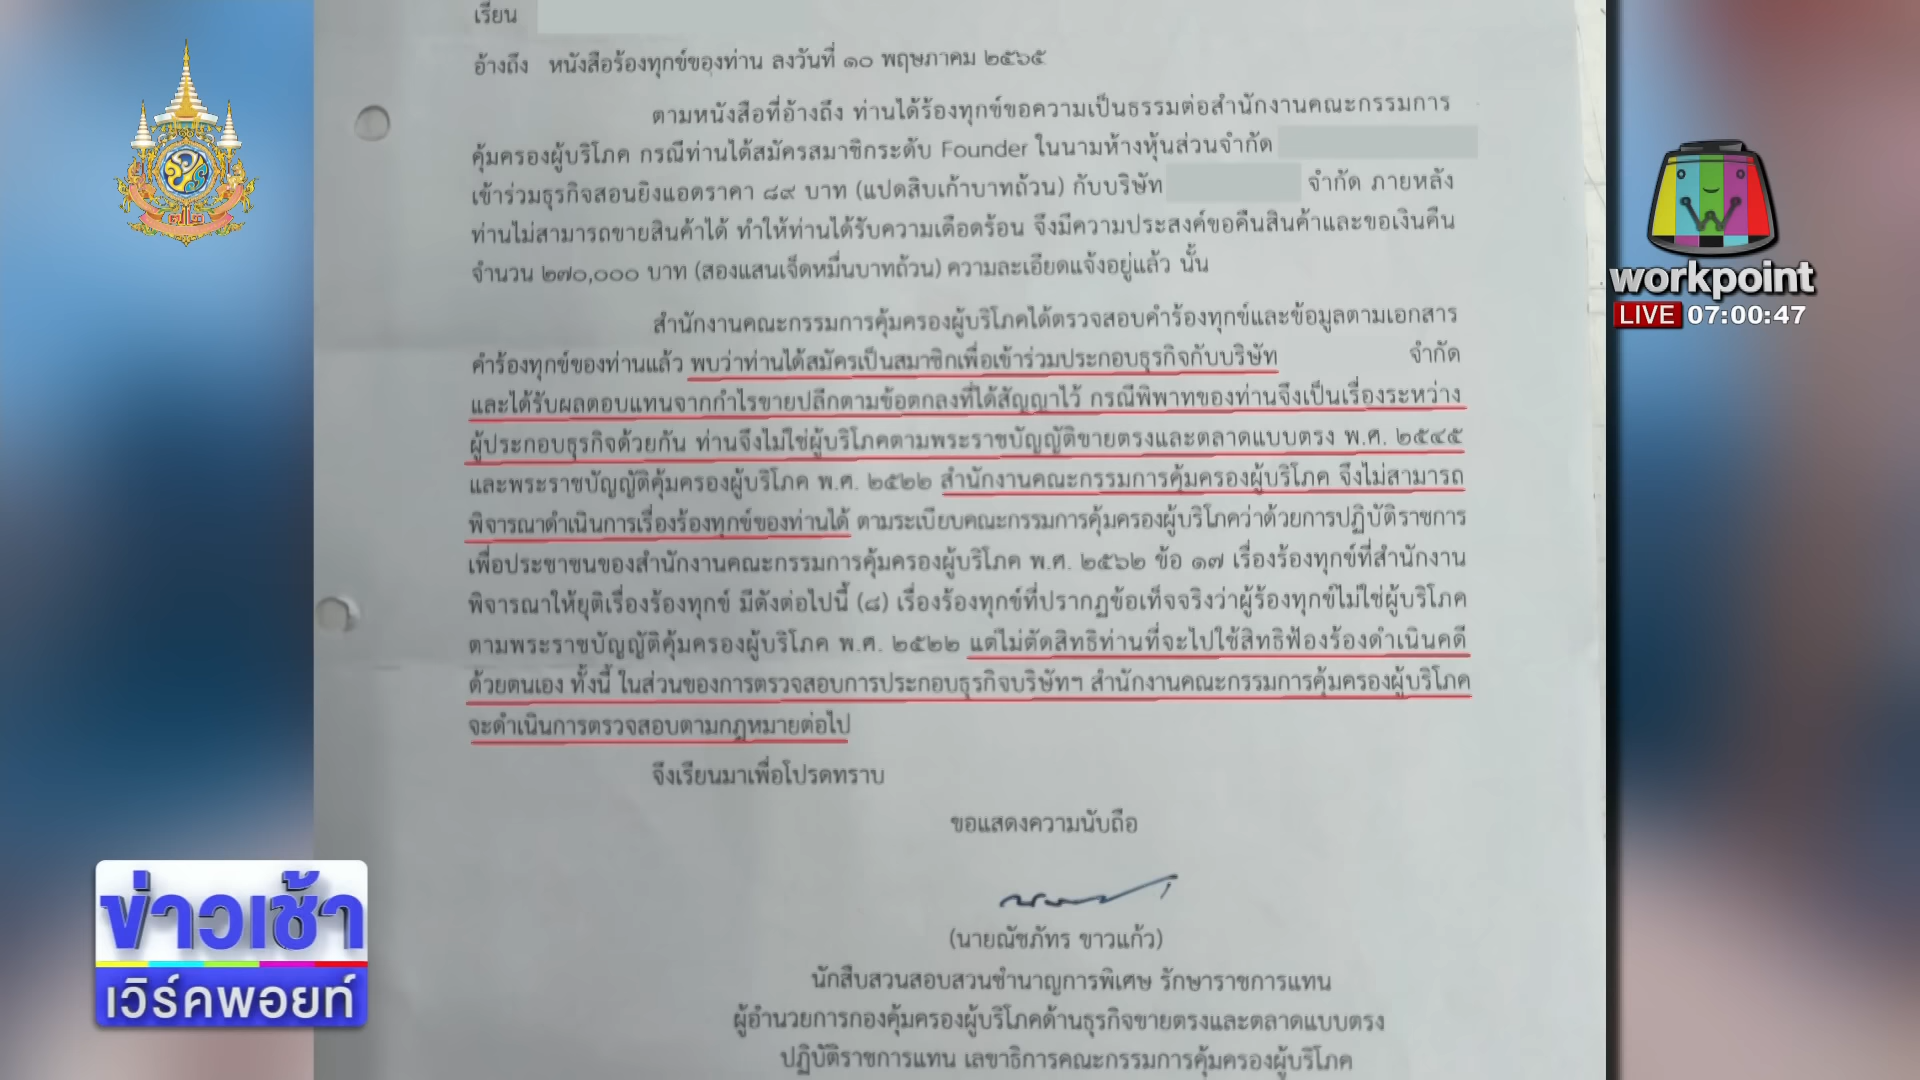 เรียน
อ้างถึง หนังสือร้องทุกข์ของท่าน ลงวันที่ ๑๐ พฤษภาคม ๒๕๖๕
ตามหนังสือที่อ้างถึง ท่านได้ร้องทุกข์ขอความเป็นธรรมต่อสำนักงานคณะกรรมการ
คุ้มครองผู้บริโภค กรณีท่านได้สมัครสมาชิกระดับ Founder ในนามห้างหุ้นส่วนจำกัด
เข้าร่วมธุรกิจสอนยิงแอดราคา ๘๙ บาท (แปดสิบเก้าบาทถ้วน) กับบริษัท จำกัด ภายหลัง
ท่านไม่สามารถขายสินค้าได้ ทำให้ท่านได้รับความเดือดร้อน จึงมีความประสงค์ขอคืนสินค้าและขอเงินคืน
จำนวน ๒๗๐,๐๐๐ บาท (สองแสนเจ็ดหมื่นบาทถ้วน) ความละเอียดแจ้งอยู่แล้ว นั้น
สำนักงานคณะกรรมการคุ้มครองผู้บริโภคได้ตรวจสอบคำร้องทุกข์และข้อมูลตามเอกสาร
คำร้องทุกข์ของท่านแล้ว พบว่าท่านได้สมัครเป็นสมาชิกเพื่อเข้าร่วมประกอบธุรกิจกับบริษัท จำกัด
และได้รับผลตอบแทนจากกำไรขายปลีกตามข้อตกลงที่ได้สัญญาไว้ กรณีพิพาทของท่านจึงเป็นเรื่องระหว่าง
ผู้ประกอบธุรกิจด้วยกัน ท่านจึงไม่ใช่ผู้บริโภคตามพระราชบัญญัติขายตรงและตลาดแบบตรง พ.ศ. ๒๕๔๕
และพระราชบัญญัติคุ้มครองผู้บริโภค พ.ศ. ๒๕๒๒ สำนักงานคณะกรรมการคุ้มครองผู้บริโภค จึงไม่สามารถ
พิจารณาดำเนินการเรื่องร้องทุกข์ของท่านได้ ตามระเบียบคณะกรรมการคุ้มครองผู้บริโภคว่าด้วยการปฏิบัติราชการ
เพื่อประชาชนของสำนักงานคณะกรรมการคุ้มครองผู้บริโภค พ.ศ. ๒๕๖๒ ข้อ ๑๗ เรื่องร้องทุกข์ที่สำนักงาน
พิจารณาให้ยุติเรื่องร้องทุกข์ มีดังต่อไปนี้ (๘) เรื่องร้องทุกข์ที่ปรากฏข้อเท็จจริงว่าผู้ร้องทุกข์ไม่ใช่ผู้บริโภค
ตามพระราชบัญญัติคุ้มครองผู้บริโภค พ.ศ. ๒๕๒๒ แต่ไม่ตัดสิทธิท่านที่จะไปใช้สิทธิฟ้องร้องดำเนินคดี
ด้วยตนเอง ทั้งนี้ ในส่วนของการตรวจสอบการประกอบธุรกิจบริษัทฯ สำนักงานคณะกรรมการคุ้มครองผู้บริโภค
จะดำเนินการตรวจสอบตามกฎหมายต่อไป
จึงเรียนมาเพื่อโปรดทราบ
ขอแสดงความนับถือ
(นายณัชภัทร ขาวแก้ว)
นักสืบสวนสอบสวนชำนาญการพิเศษ รักษาราชการแทน
ผู้อำนวยการกองคุ้มครองผู้บริโภคด้านธุรกิจขายตรงและตลาดแบบตรง
ปฏิบัติราชการแทน เลขาธิการคณะกรรมการคุ้มครองผู้บริโภค
workpoint
LIVE 07:00:47
ข่าวเช้า
เวิร์คพอยท์
๗๒